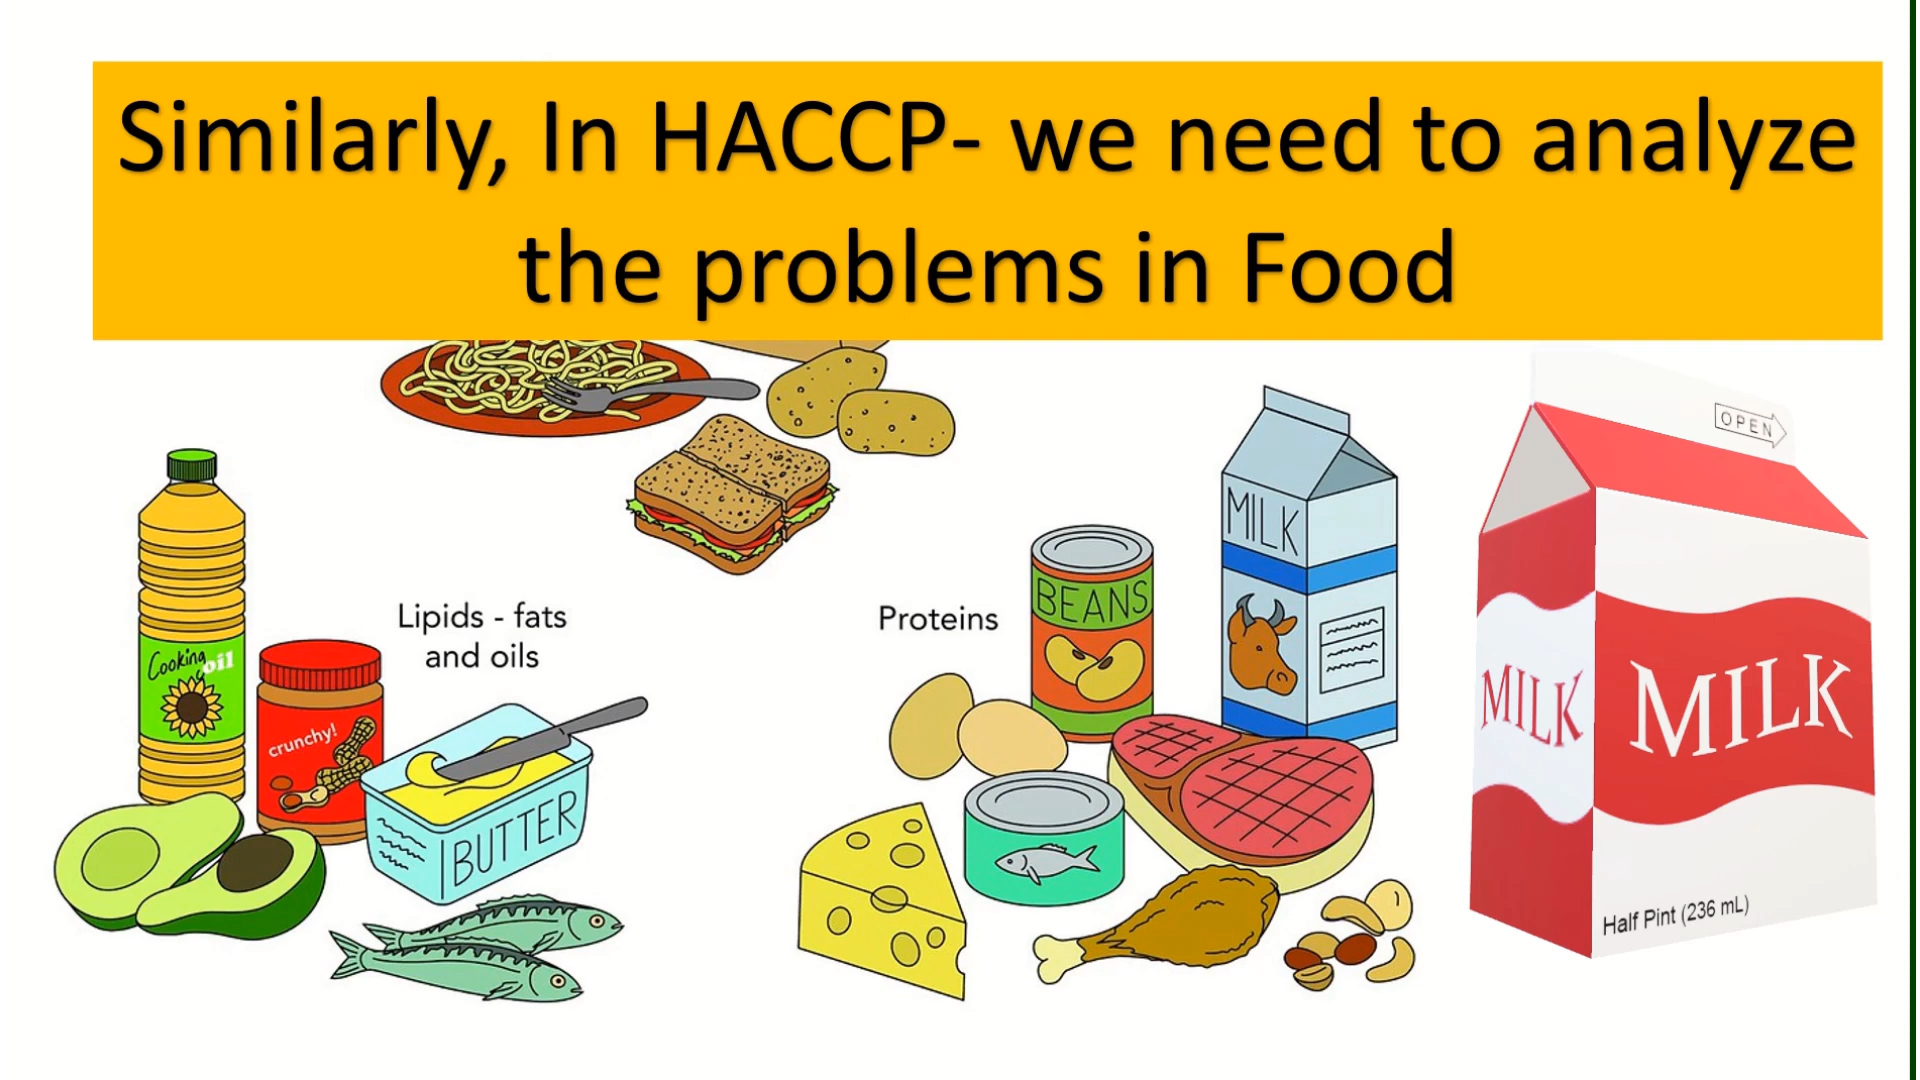 Similarly, In HACCP- we need to analyze
the problems in Food
OPEN
MILK
BEANS
Lipids - fats
and oils
Proteins
Cooking
oil
crunchy!
MILK
MILK
BUTTER
Half Pint (236 mL)